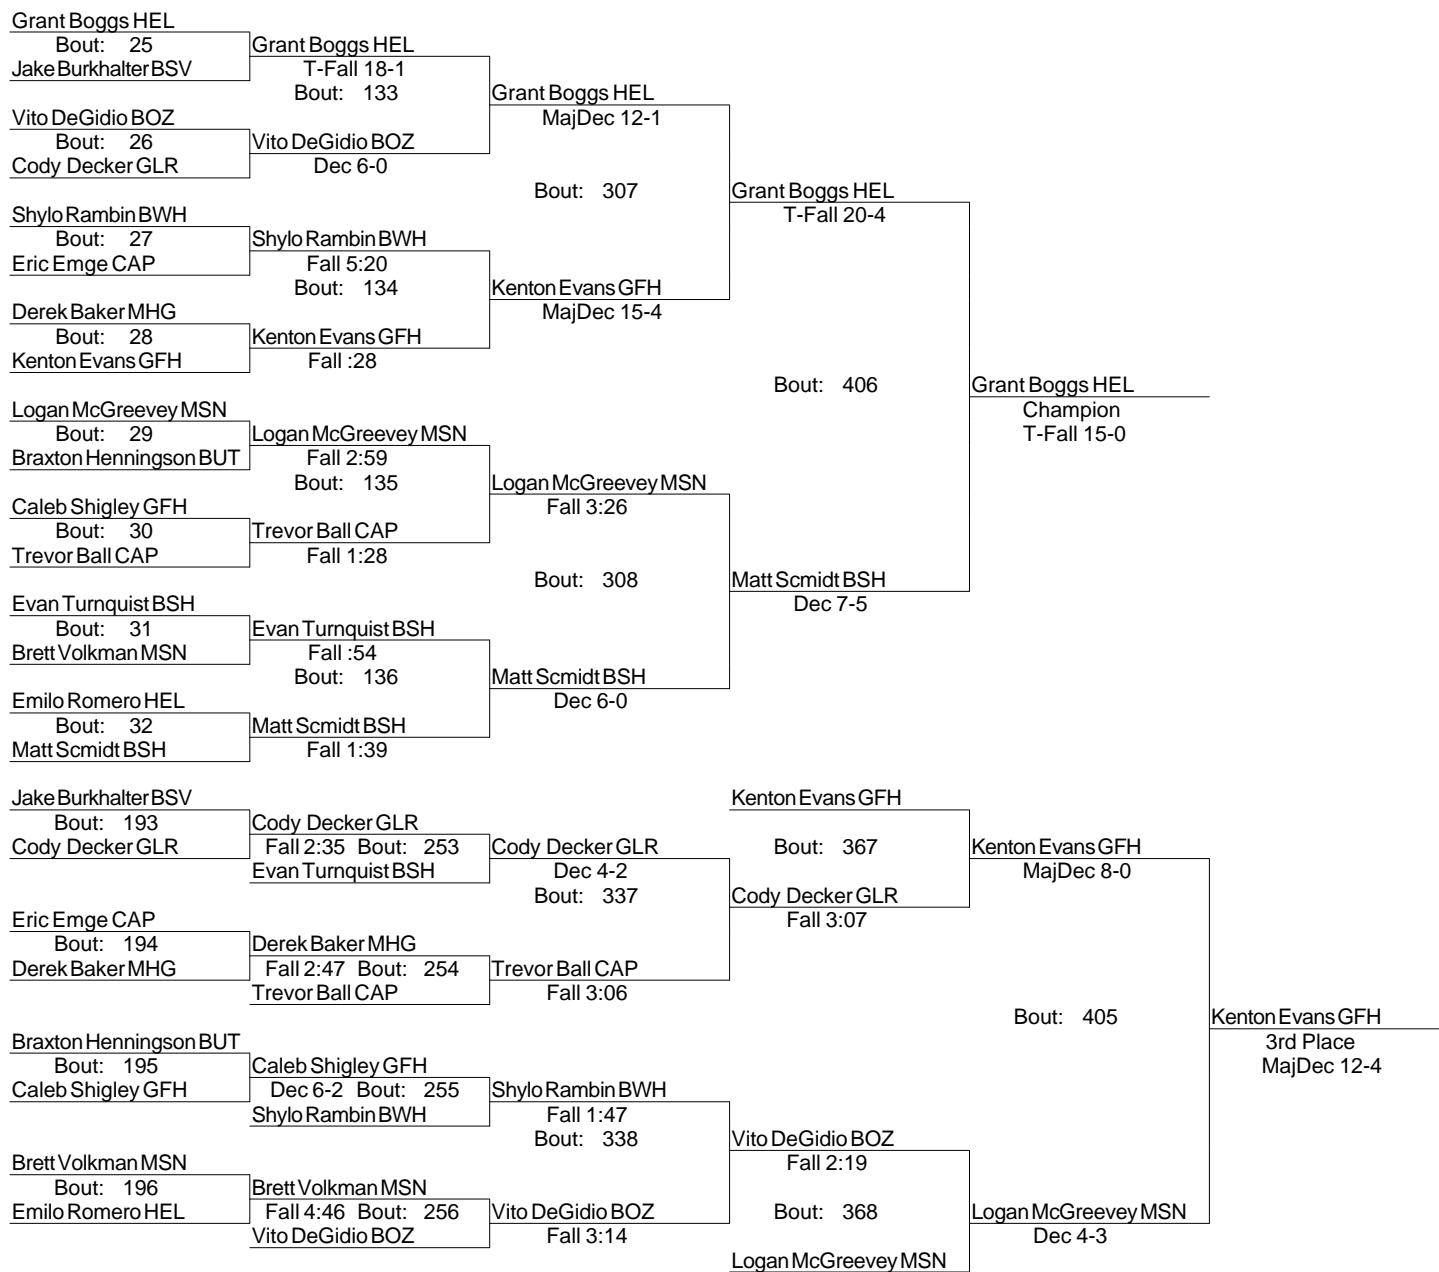 Grant Boggs HEL
Bout: 25
Jake Burkhalter BSV
Grant Boggs HEL
T-Fall 18-1
Bout: 133
Vito DeGidio BOZ
Bout: 26
Cody Decker GLR
Vito DeGidio BOZ
Dec 6-0
Grant Boggs HEL
MajDec 12-1
Bout: 307
Shylo Rambin BWH
Bout: 27
Eric Emge CAP
Shylo Rambin BWH
Fall 5:20
Bout: 134
Derek Baker MHG
Bout: 28
Kenton Evans GFH
Kenton Evans GFH
Fall :28
Kenton Evans GFH
MajDec 15-4
Grant Boggs HEL
T-Fall 20-4
Bout: 406
Grant Boggs HEL
Champion
T-Fall 15-0
Logan McGreevey MSN
Bout: 29
Braxton Henningson BUT
Logan McGreevey MSN
Fall 2:59
Bout: 135
Caleb Shigley GFH
Bout: 30
Trevor Ball CAP
Trevor Ball CAP
Fall 1:28
Logan McGreevey MSN
Fall 3:26
Bout: 308
Matt Scmidt BSH
Dec 7-5
Evan Turnquist BSH
Bout: 31
Brett Volkman MSN
Evan Turnquist BSH
Fall :54
Bout: 136
Emilo Romero HEL
Bout: 32
Matt Scmidt BSH
Matt Scmidt BSH
Fall 1:39
Matt Scmidt BSH
Dec 6-0
Jake Burkhalter BSV
Bout: 193
Cody Decker GLR
Cody Decker GLR
Fall 2:35 Bout: 253
Evan Turnquist BSH
Cody Decker GLR
Dec 4-2
Bout: 337
Eric Emge CAP
Bout: 194
Derek Baker MHG
Derek Baker MHG
Fall 2:47 Bout: 254
Trevor Ball CAP
Trevor Ball CAP
Fall 3:06
Kenton Evans GFH
Bout: 367
Cody Decker GLR
Fall 3:07
Kenton Evans GFH
MajDec 8-0
Bout: 405
Kenton Evans GFH
3rd Place
MajDec 12-4
Braxton Henningson BUT
Bout: 195
Caleb Shigley GFH
Caleb Shigley GFH
Dec 6-2 Bout: 255
Shylo Rambin BWH
Shylo Rambin BWH
Fall 1:47
Bout: 338
Brett Volkman MSN
Bout: 196
Emilo Romero HEL
Brett Volkman MSN
Fall 4:46 Bout: 256
Vito DeGidio BOZ
Vito DeGidio BOZ
Fall 3:14
Vito DeGidio BOZ
Fall 2:19
Bout: 368
Logan McGreevey MSN
Logan McGreevey MSN
Dec 4-3